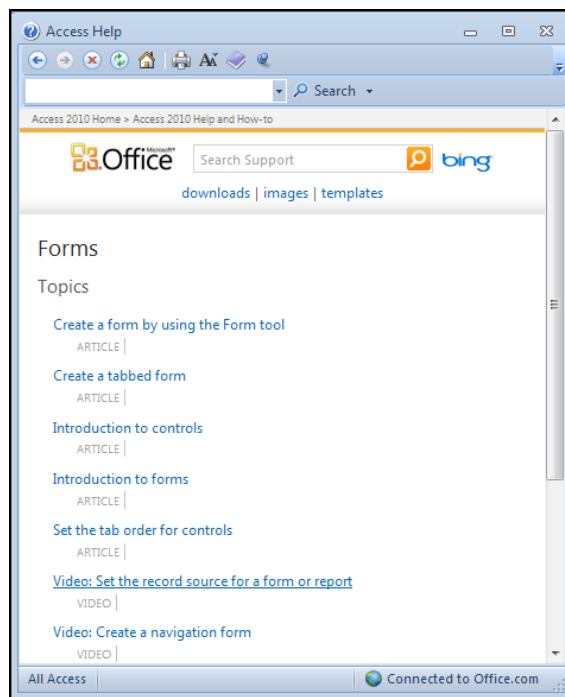 Access Help
Search
Access 2010 Home > Access 2010 Help and How-to
Microsoft®
Office Search Support bing
downloads | images | templates
Forms
Topics
Create a form by using the Form tool
ARTICLE |
Create a tabbed form
ARTICLE |
Introduction to controls
ARTICLE |
Introduction to forms
ARTICLE |
Set the tab order for controls
ARTICLE |
Video: Set the record source for a form or report
VIDEO |
Video: Create a navigation form
VIDEO |
All Access Connected to Office.com